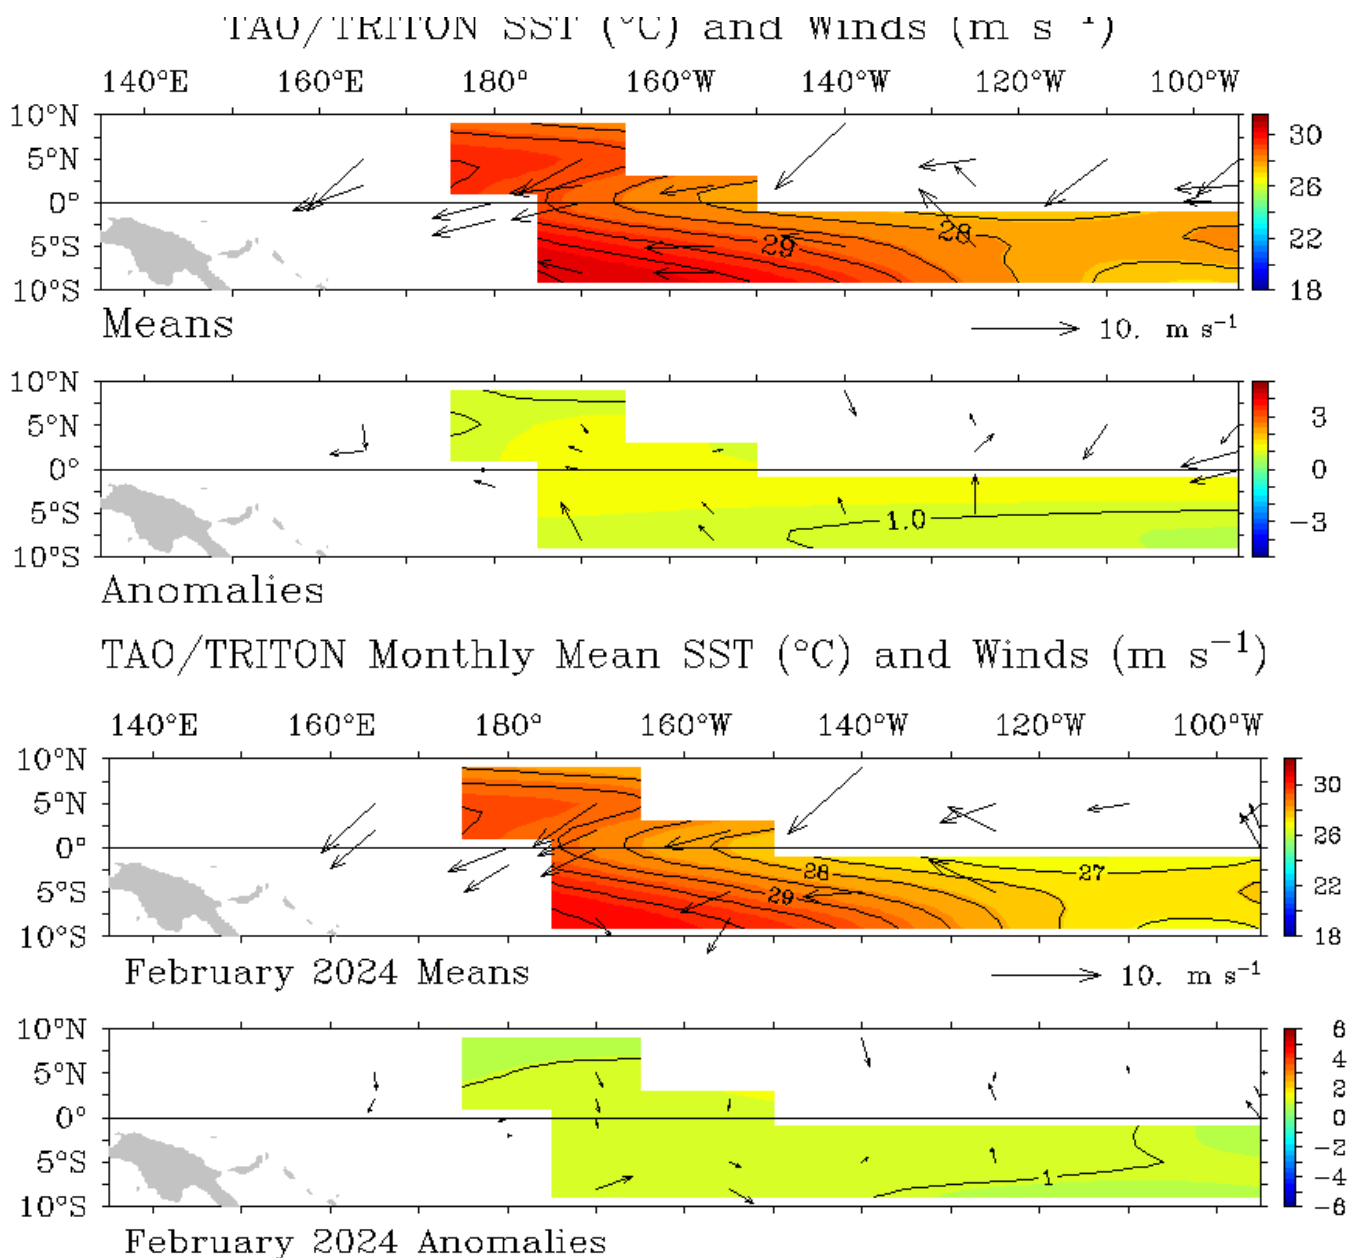 TAO/TRITON SST (°C) and Winds (m s⁻¹)
140°E 160°E 180° 160°W 140°W 120°W 100°W
10°N
5°N
0°
5°S
10°S
29
28
30
26
22
18
Means
10. m s⁻¹
10°N
5°N
0°
5°S
10°S
1.0
3
0
−3
Anomalies
TAO/TRITON Monthly Mean SST (°C) and Winds (m s⁻¹)
140°E 160°E 180° 160°W 140°W 120°W 100°W
10°N
5°N
0°
5°S
10°S
28
27
29
30
26
22
18
February 2024 Means
10. m s⁻¹
10°N
5°N
0°
5°S
10°S
1
6
4
2
0
−2
−4
−6
February 2024 Anomalies